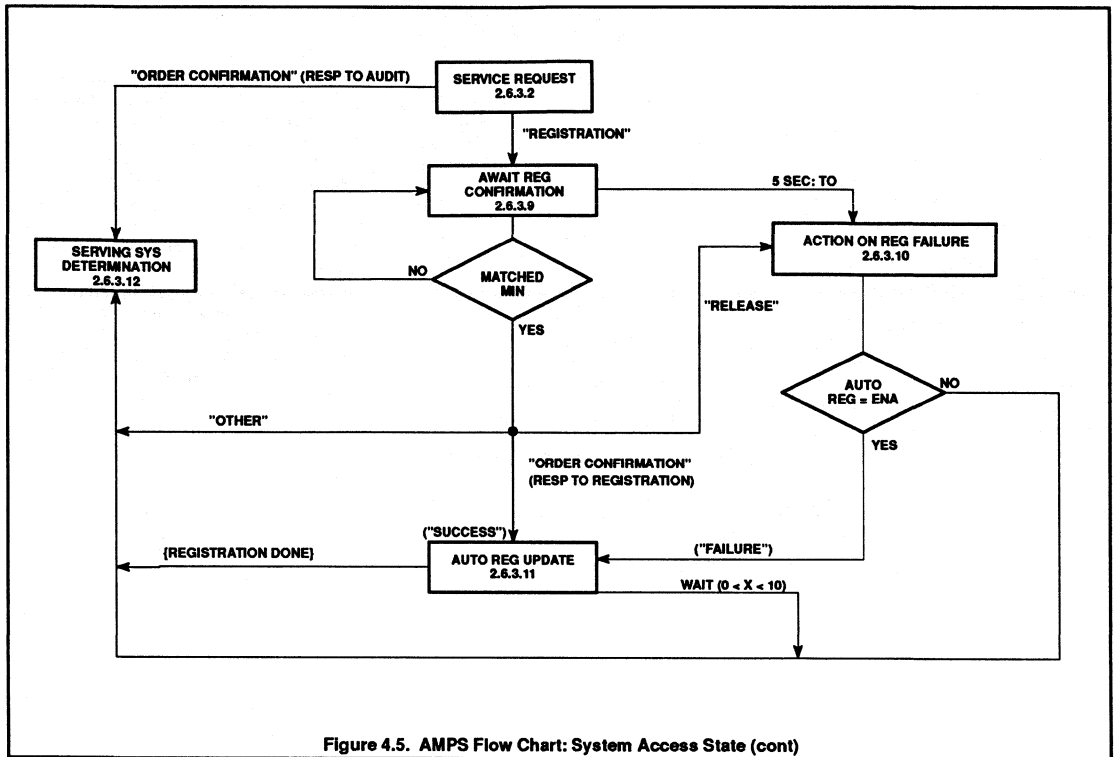 "ORDER CONFIRMATION" (RESP TO AUDIT)
SERVICE REQUEST
2.6.3.2
"REGISTRATION"
AWAIT REG
CONFIRMATION
2.6.3.9
5 SEC: TO
SERVING SYS
DETERMINATION
2.6.3.12
ACTION ON REG FAILURE
2.6.3.10
NO
MATCHED
MIN
YES
"RELEASE"
AUTO
REG = ENA
NO
YES
"OTHER"
"ORDER CONFIRMATION"
(RESP TO REGISTRATION)
("SUCCESS")
{REGISTRATION DONE}
AUTO REG UPDATE
2.6.3.11
("FAILURE")
WAIT (0 < X < 10)
Figure 4.5. AMPS Flow Chart: System Access State (cont)